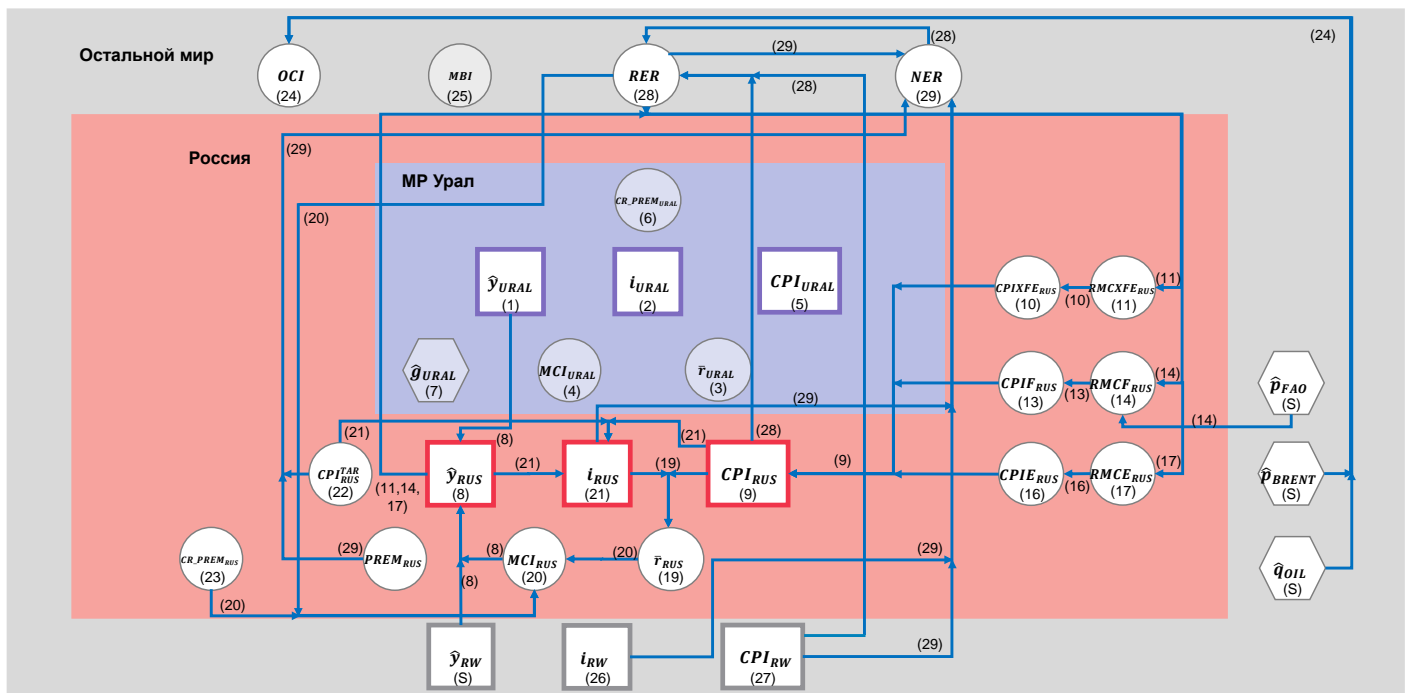 (24)
(28)
(29)
Остальной мир
OCI
(24)
MBI
(25)
RER
(28)
(28)
NER
(29)
(29)
Россия
МР Урал
(20)
CR_PREM_URAL
(6)
ŷ_URAL
(1)
i_URAL
(2)
CPI_URAL
(5)
CPIXFE_RUS
(10)
(10)
RMCXFE_RUS
(11)
(11)
ĝ_URAL
(7)
MCI_URAL
(4)
r̄_URAL
(3)
CPIF_RUS
(13)
(13)
RMCF_RUS
(14)
(14)
p̂_FAO
(S)
(29)
(14)
(21)
(8)
(21)
(28)
CPI^TAR_RUS
(22)
(11,14,
17)
ŷ_RUS
(8)
(21)
i_RUS
(21)
(19)
CPI_RUS
(9)
(9)
CPIE_RUS
(16)
(16)
RMCE_RUS
(17)
(17)
p̂_BRENT
(S)
CR_PREM_RUS
(23)
(29)
PREM_RUS
(8)
(8)
MCI_RUS
(20)
(20)
r̄_RUS
(19)
(29)
q̂_OIL
(S)
(20)
ŷ_RW
(S)
i_RW
(26)
CPI_RW
(27)
(29)